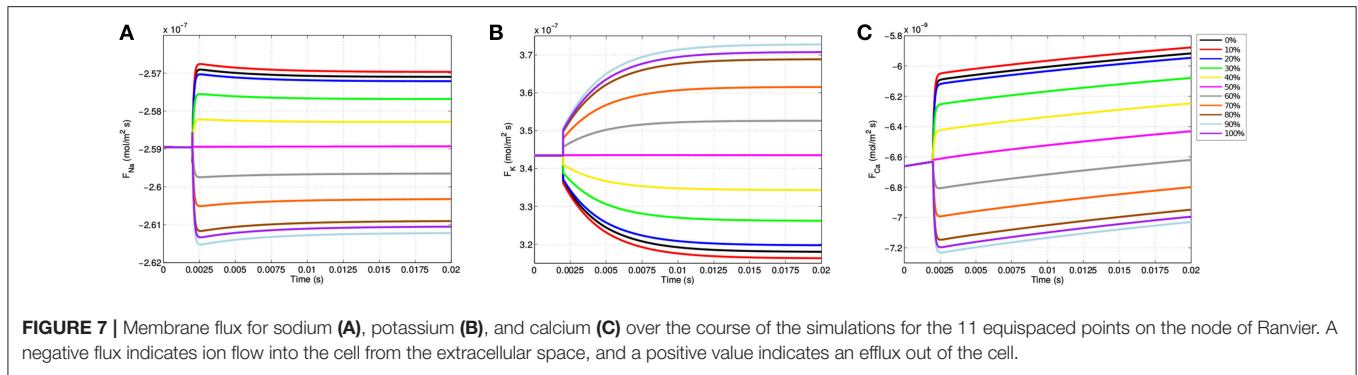 A
x 10⁻⁷
-2.57
-2.58
-2.59
-2.6
-2.61
-2.62
F_Na (mol/m² s)
0 0.0025 0.005 0.0075 0.01 0.0125 0.015 0.0175 0.02
Time (s)
B
x 10⁻⁷
3.7
3.6
3.5
3.4
3.3
3.2
F_K (mol/m² s)
0 0.0025 0.005 0.0075 0.01 0.0125 0.015 0.0175 0.02
Time (s)
C
x 10⁻⁹
-5.8
-6
-6.2
-6.4
-6.6
-6.8
-7
-7.2
F_Ca (mol/m² s)
0 0.0025 0.005 0.0075 0.01 0.0125 0.015 0.0175 0.02
Time (s)
0%
10%
20%
30%
40%
50%
60%
70%
80%
90%
100%
FIGURE 7 | Membrane flux for sodium (A), potassium (B), and calcium (C) over the course of the simulations for the 11 equispaced points on the node of Ranvier. A
negative flux indicates ion flow into the cell from the extracellular space, and a positive value indicates an efflux out of the cell.